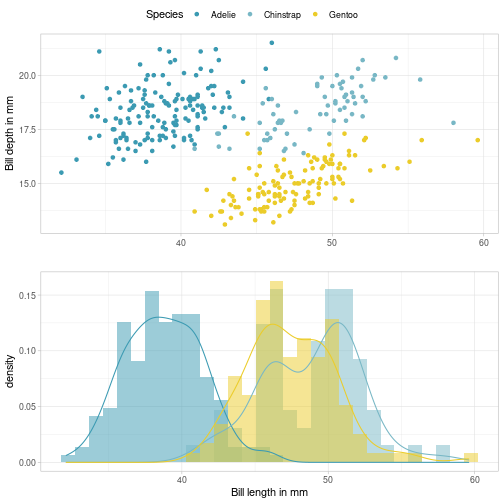 Species Adelie Chinstrap Gentoo
Bill depth in mm
20.0
17.5
15.0
40 50 60
density
0.15
0.10
0.05
0.00
40 50 60
Bill length in mm